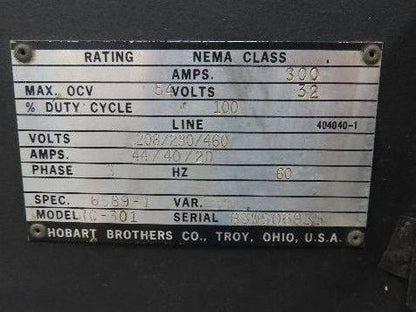 RATING NEMA CLASS
AMPS. 300
MAX. OCV 54 VOLTS 32
% DUTY CYCLE 100
LINE 404040-1
VOLTS 208/230/460
AMPS. 44/40/20
PHASE HZ 60
SPEC. 6589-1 VAR.
MODEL RC-301 SERIAL
HOBART BROTHERS CO., TROY, OHIO, U.S.A.